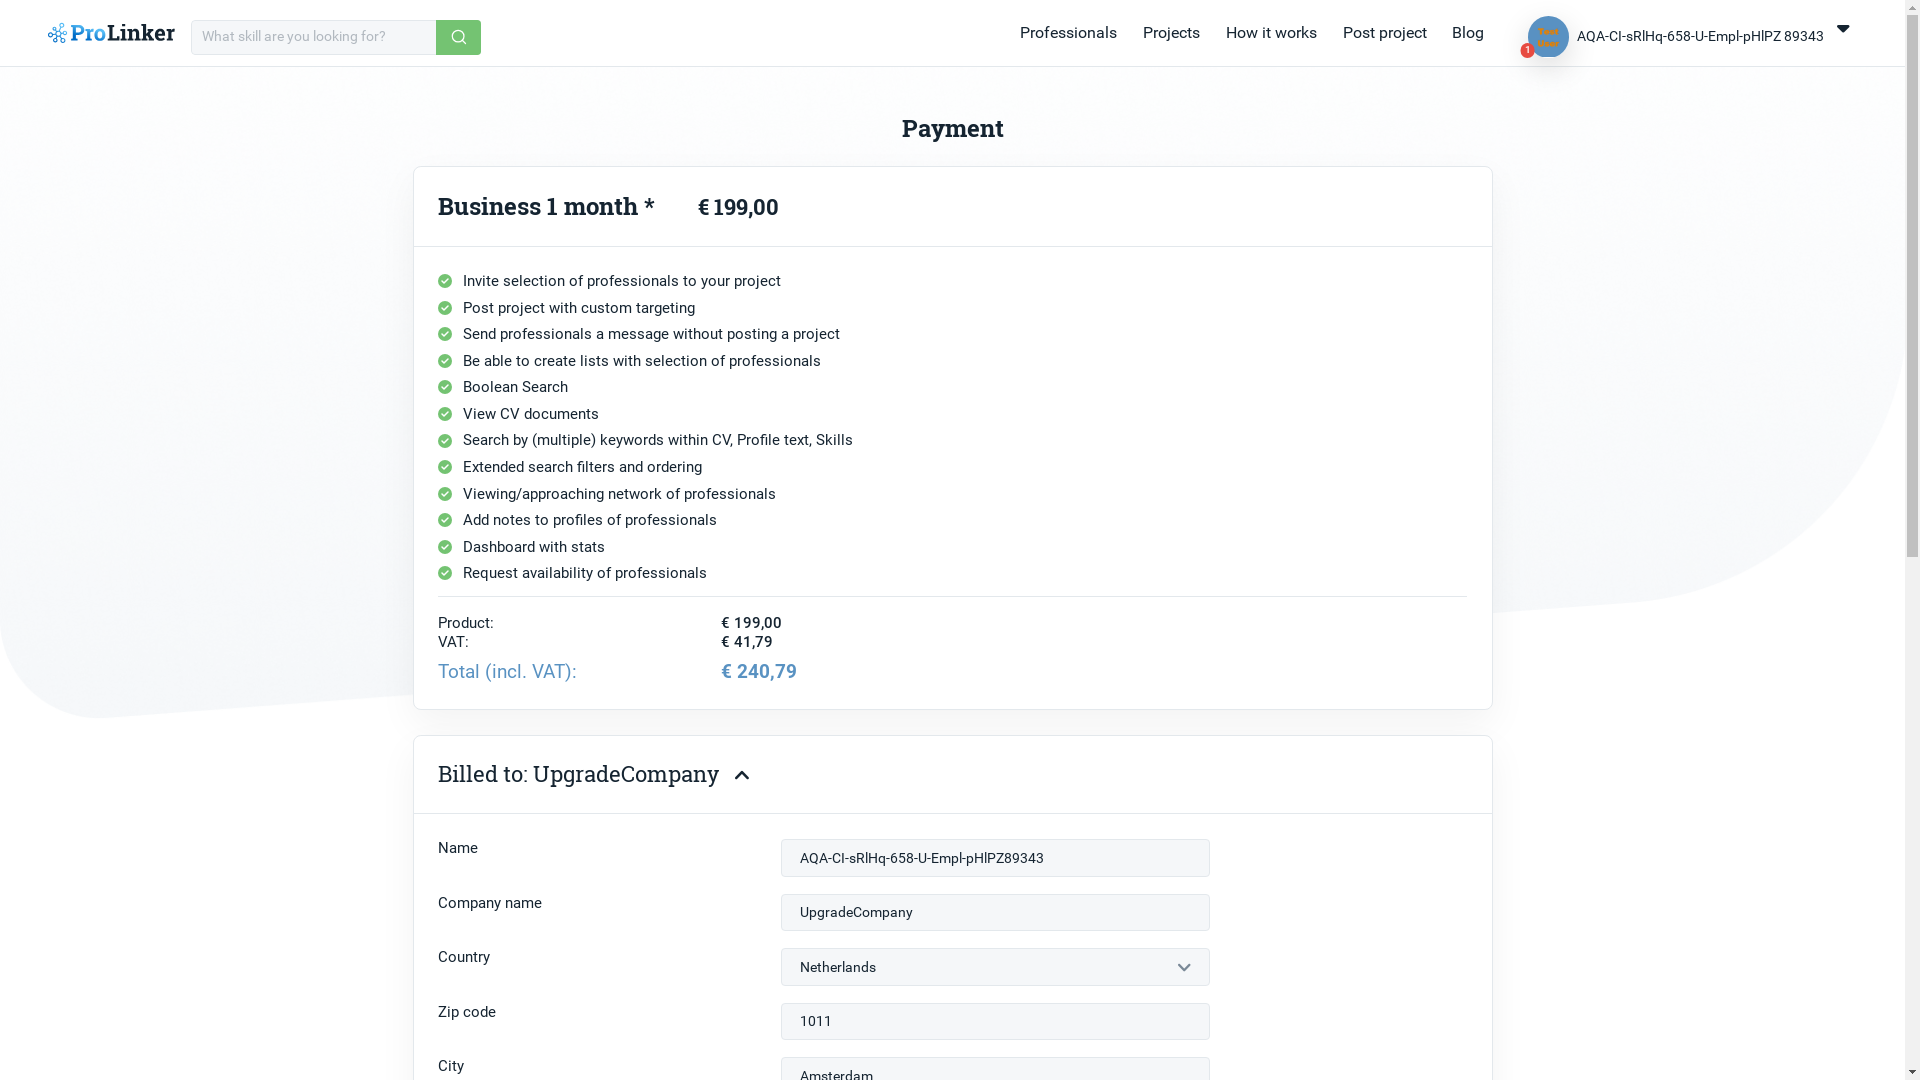 ProLinker
What skill are you looking for?
Professionals
Projects
How it works
Post project
Blog
Test User
1
AQA-CI-sRlHq-658-U-Empl-pHlPZ 89343
Payment
Business 1 month * € 199,00
Invite selection of professionals to your project
Post project with custom targeting
Send professionals a message without posting a project
Be able to create lists with selection of professionals
Boolean Search
View CV documents
Search by (multiple) keywords within CV, Profile text, Skills
Extended search filters and ordering
Viewing/approaching network of professionals
Add notes to profiles of professionals
Dashboard with stats
Request availability of professionals
Product: € 199,00
VAT: € 41,79
Total (incl. VAT): € 240,79
Billed to: UpgradeCompany
Name AQA-CI-sRlHq-658-U-Empl-pHlPZ89343
Company name UpgradeCompany
Country Netherlands
Zip code 1011
City Amsterdam